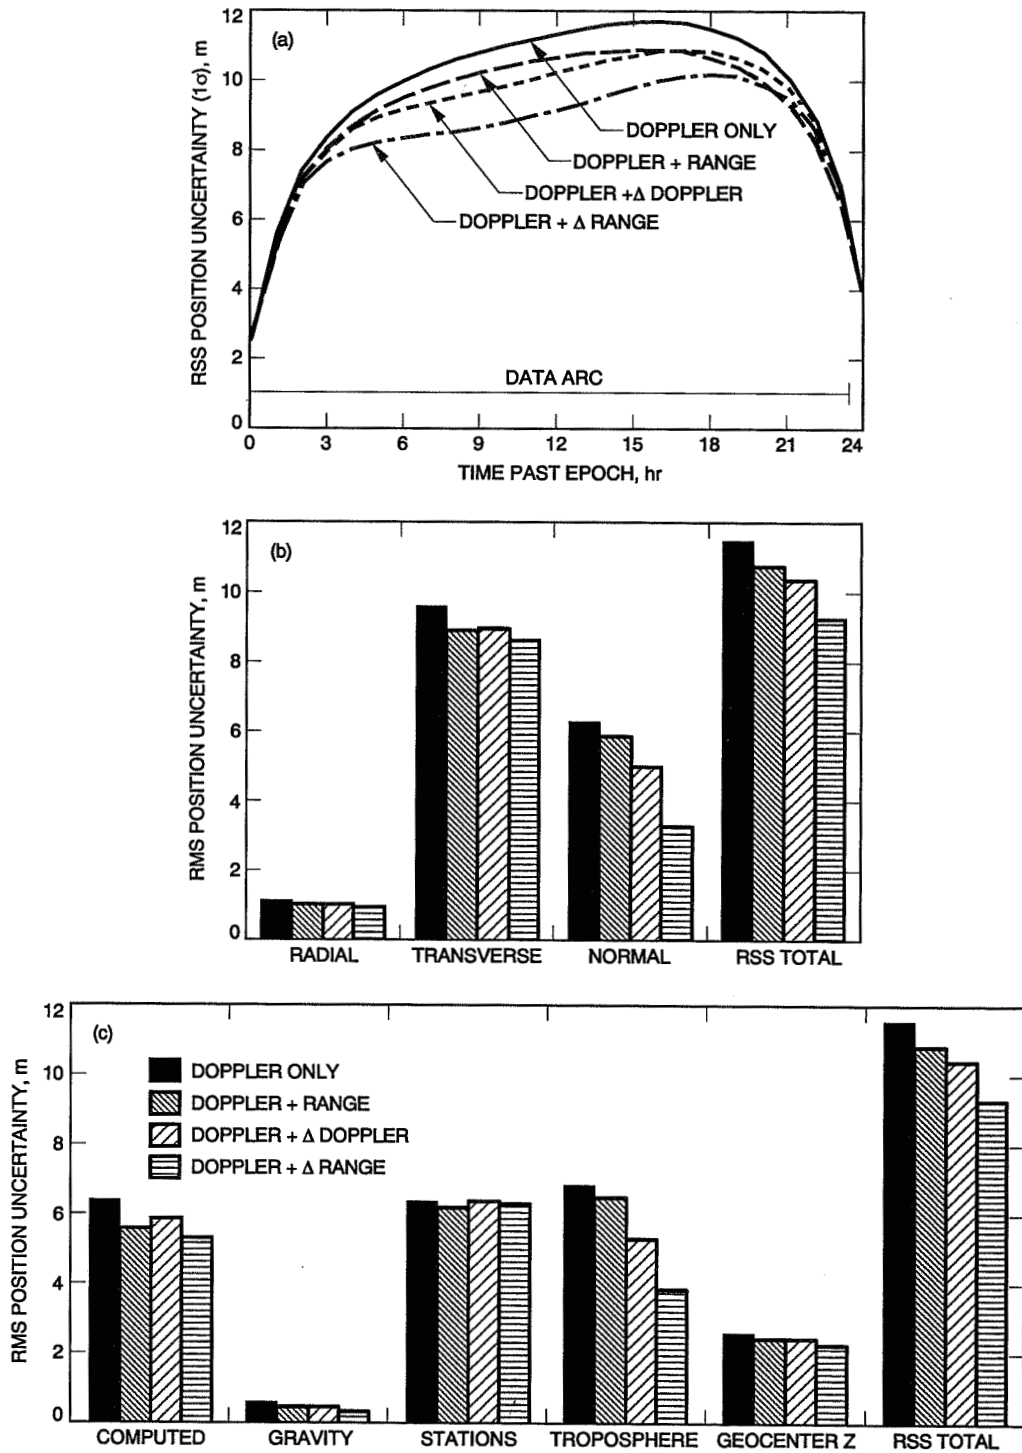 12
(a)
10
8
6
4
2
0
RSS POSITION UNCERTAINTY (1σ), m
DOPPLER ONLY
DOPPLER + RANGE
DOPPLER +Δ DOPPLER
DOPPLER + Δ RANGE
DATA ARC
0 3 6 9 12 15 18 21 24
TIME PAST EPOCH, hr
12
(b)
10
8
6
4
2
0
RMS POSITION UNCERTAINTY, m
RADIAL TRANSVERSE NORMAL RSS TOTAL
12
(c)
10
8
6
4
2
0
RMS POSITION UNCERTAINTY, m
DOPPLER ONLY
DOPPLER + RANGE
DOPPLER + Δ DOPPLER
DOPPLER + Δ RANGE
COMPUTED GRAVITY STATIONS TROPOSPHERE GEOCENTER Z RSS TOTAL